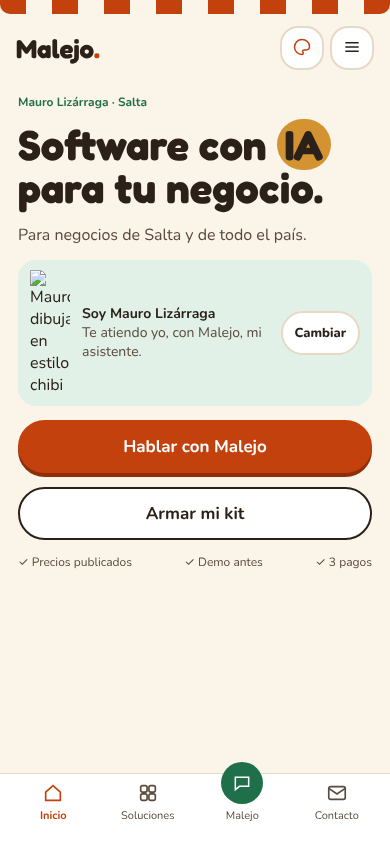 Malejo.
Mauro Lizárraga · Salta
Software con IA
para tu negocio.
Para negocios de Salta y de todo el país.
Mauro
dibuja
en
estilo
chibi
Soy Mauro Lizárraga
Te atiendo yo, con Malejo, mi
asistente.
Cambiar
Hablar con Malejo
Armar mi kit
✓ Precios publicados
✓ Demo antes
✓ 3 pagos
Inicio
Soluciones
Malejo
Contacto